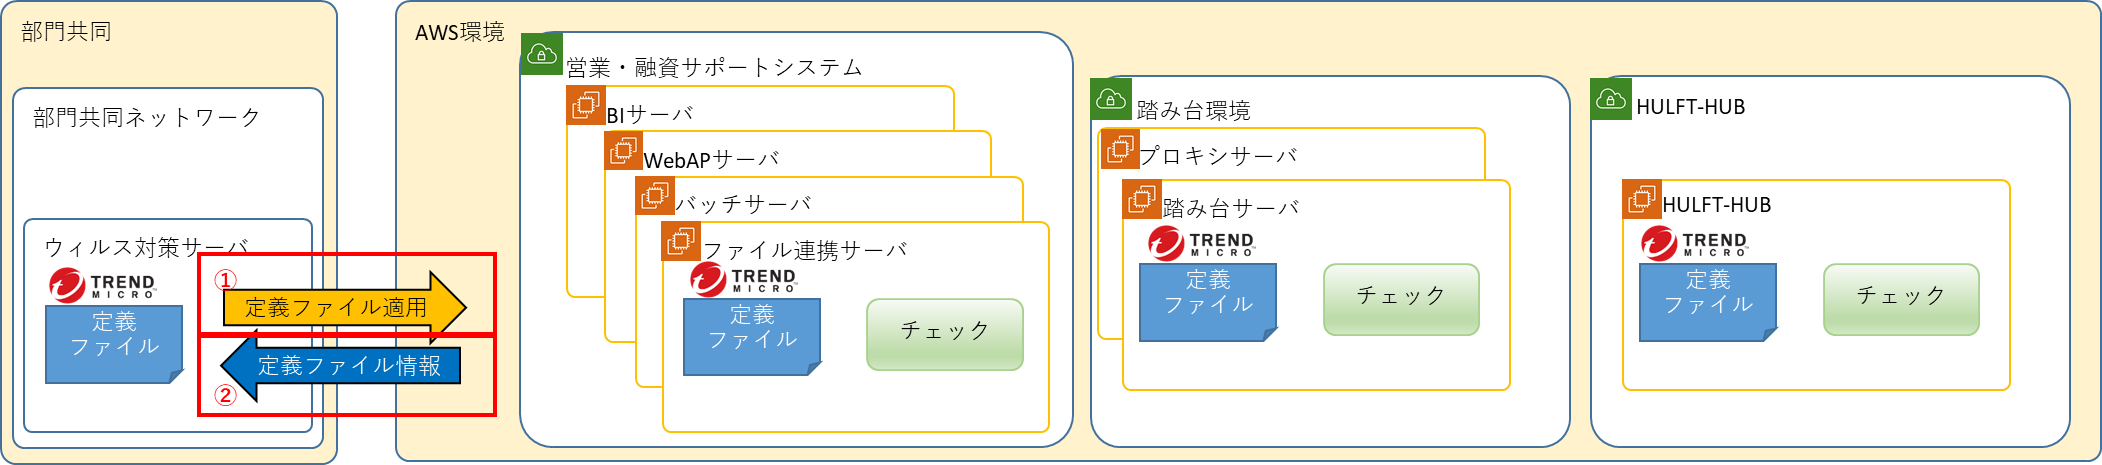 部門共同
部門共同ネットワーク
ウィルス対策サーバ
TREND
MICRO
定義
ファイル
①
定義ファイル適用
定義ファイル情報
②
AWS環境
営業・融資サポートシステム
BIサーバ
WebAPサーバ
バッチサーバ
ファイル連携サーバ
TREND
MICRO
定義
ファイル
チェック
踏み台環境
プロキシサーバ
踏み台サーバ
TREND
MICRO
定義
ファイル
チェック
HULFT-HUB
HULFT-HUB
TREND
MICRO
定義
ファイル
チェック